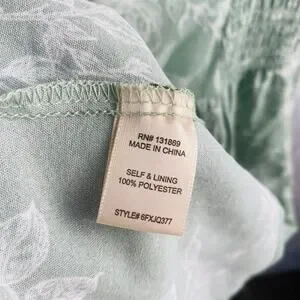 RN# 131889
MADE IN CHINA
SELF & LINING
100% POLYESTER
STYLE# 6FXJQ377